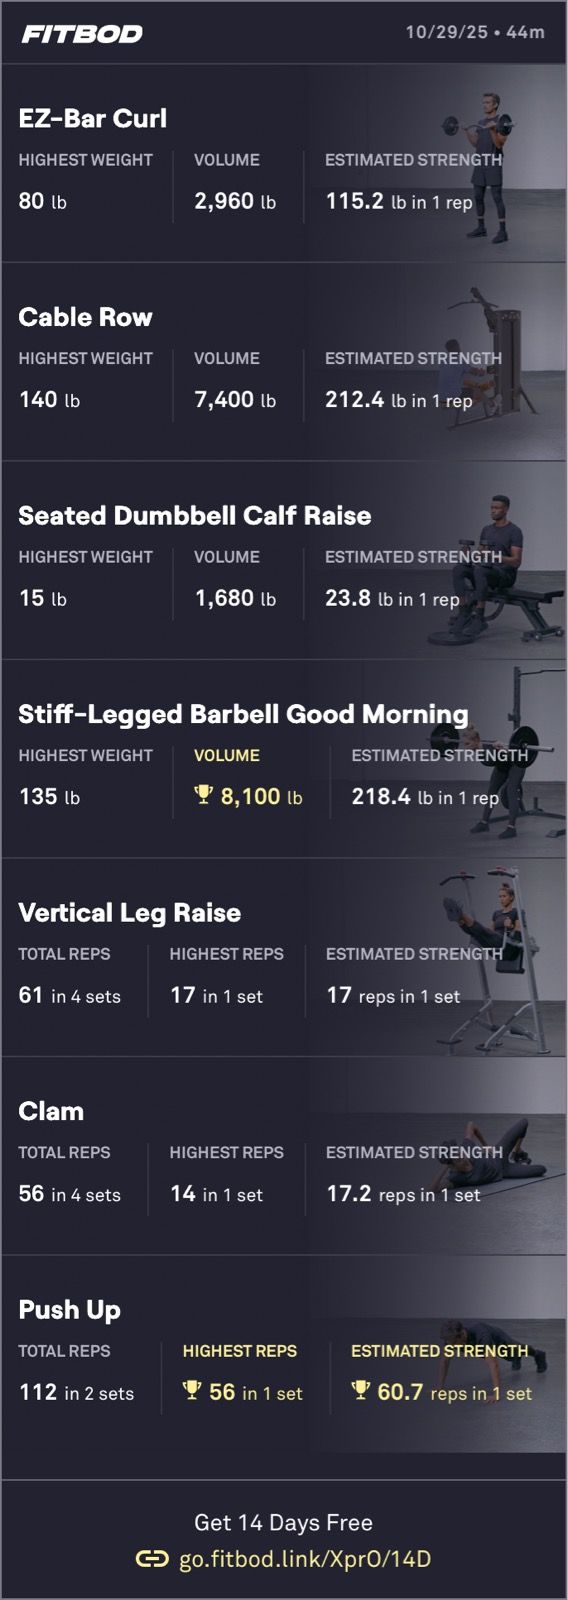 FITBOD 10/29/25 • 44m
EZ-Bar Curl
HIGHEST WEIGHT VOLUME ESTIMATED STRENGTH
80 lb 2,960 lb 115.2 lb in 1 rep
Cable Row
HIGHEST WEIGHT VOLUME ESTIMATED STRENGTH
140 lb 7,400 lb 212.4 lb in 1 rep
Seated Dumbbell Calf Raise
HIGHEST WEIGHT VOLUME ESTIMATED STRENGTH
15 lb 1,680 lb 23.8 lb in 1 rep
Stiff-Legged Barbell Good Morning
HIGHEST WEIGHT VOLUME ESTIMATED STRENGTH
135 lb 8,100 lb 218.4 lb in 1 rep
Vertical Leg Raise
TOTAL REPS HIGHEST REPS ESTIMATED STRENGTH
61 in 4 sets 17 in 1 set 17 reps in 1 set
Clam
TOTAL REPS HIGHEST REPS ESTIMATED STRENGTH
56 in 4 sets 14 in 1 set 17.2 reps in 1 set
Push Up
TOTAL REPS HIGHEST REPS ESTIMATED STRENGTH
112 in 2 sets 56 in 1 set 60.7 reps in 1 set
Get 14 Days Free
go.fitbod.link/XprO/14D